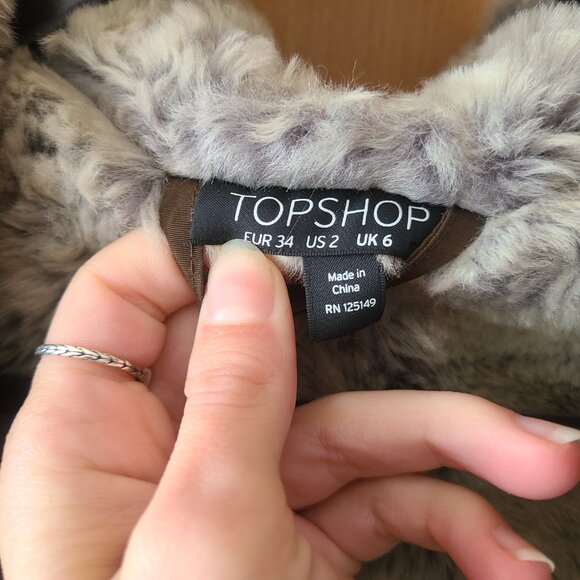 TOPSHOP
EUR 34 US 2 UK 6
Made in
China
RN 125149